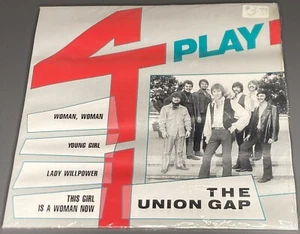 4 PLAY
WOMAN, WOMAN
YOUNG GIRL
LADY WILLPOWER
THIS GIRL
IS A WOMAN NOW
THE
UNION GAP